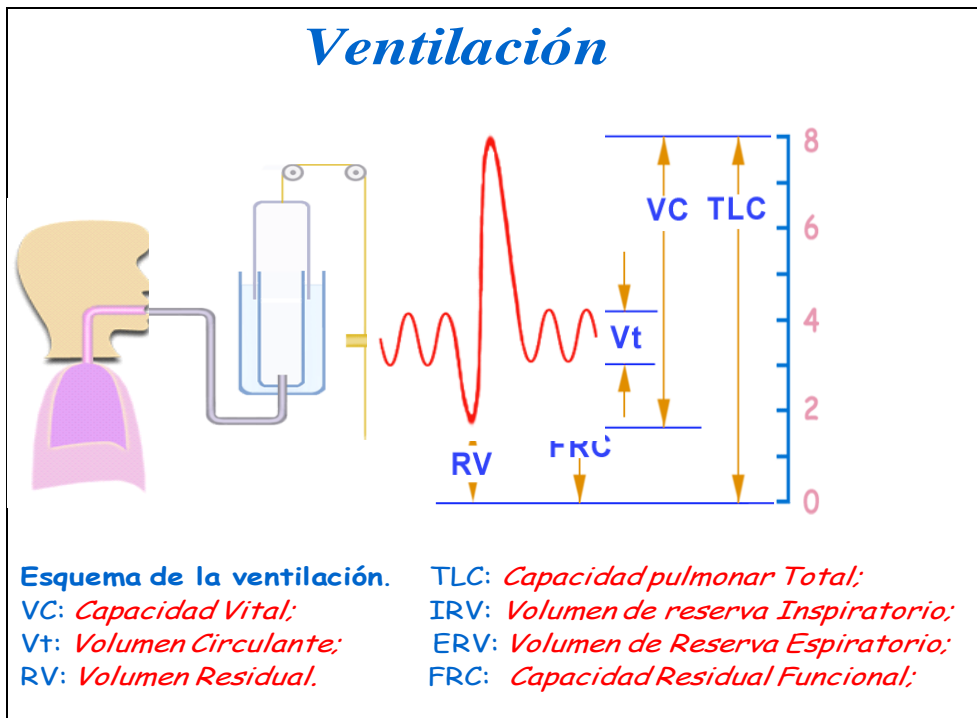 Ventilación
8
VC TLC
6
4
Vt
2
FRC
RV
0
Esquema de la ventilación.
VC: Capacidad Vital;
Vt: Volumen Circulante;
RV: Volumen Residual.
TLC: Capacidad pulmonar Total;
IRV: Volumen de reserva Inspiratorio;
ERV: Volumen de Reserva Espiratorio;
FRC: Capacidad Residual Funcional;